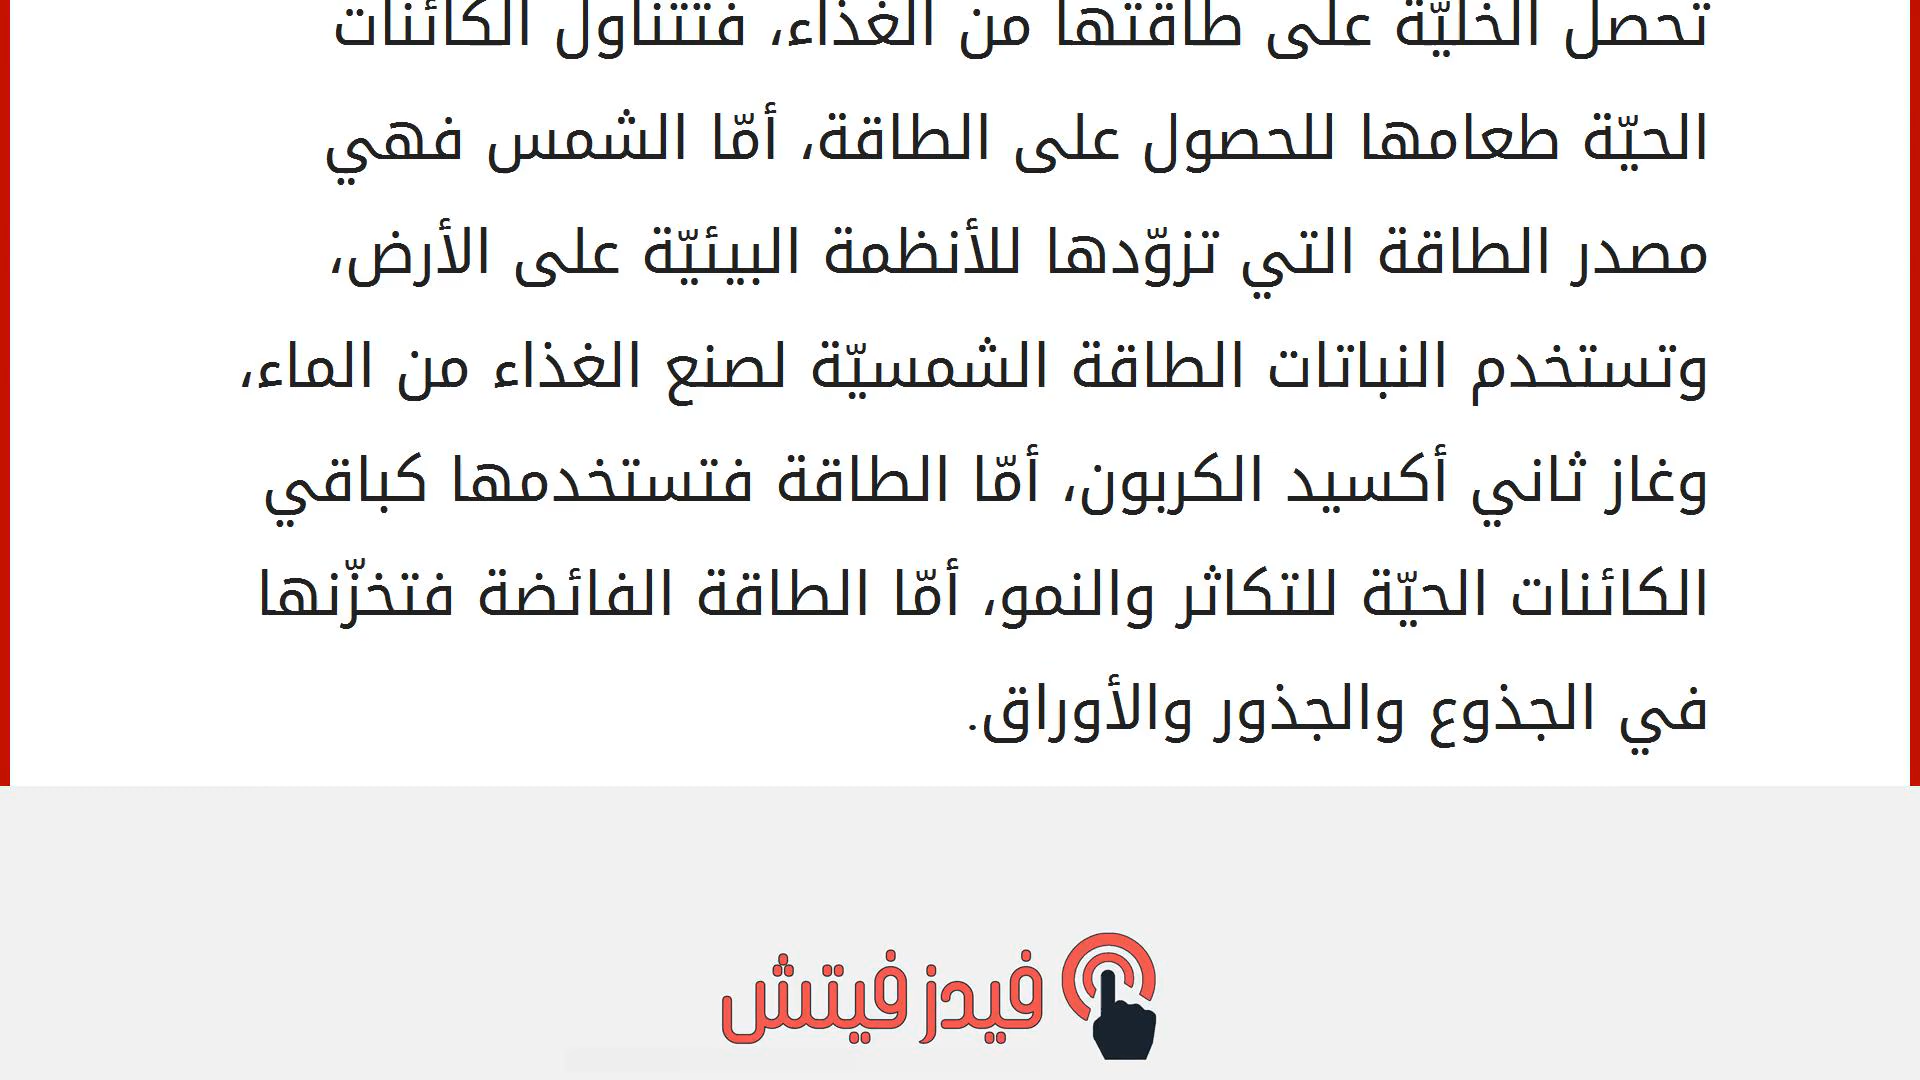 تحصل الخليّة على طاقتها من الغذاء، فتتناول الكائنات
الحيّة طعامها للحصول على الطاقة، أمّا الشمس فهي
مصدر الطاقة التي تزوّدها للأنظمة البيئيّة على الأرض،
وتستخدم النباتات الطاقة الشمسيّة لصنع الغذاء من الماء،
وغاز ثاني أكسيد الكربون، أمّا الطاقة فتستخدمها كباقي
الكائنات الحيّة للتكاثر والنمو، أمّا الطاقة الفائضة فتخزّنها
في الجذوع والجذور والأوراق.
فيدز فيتش